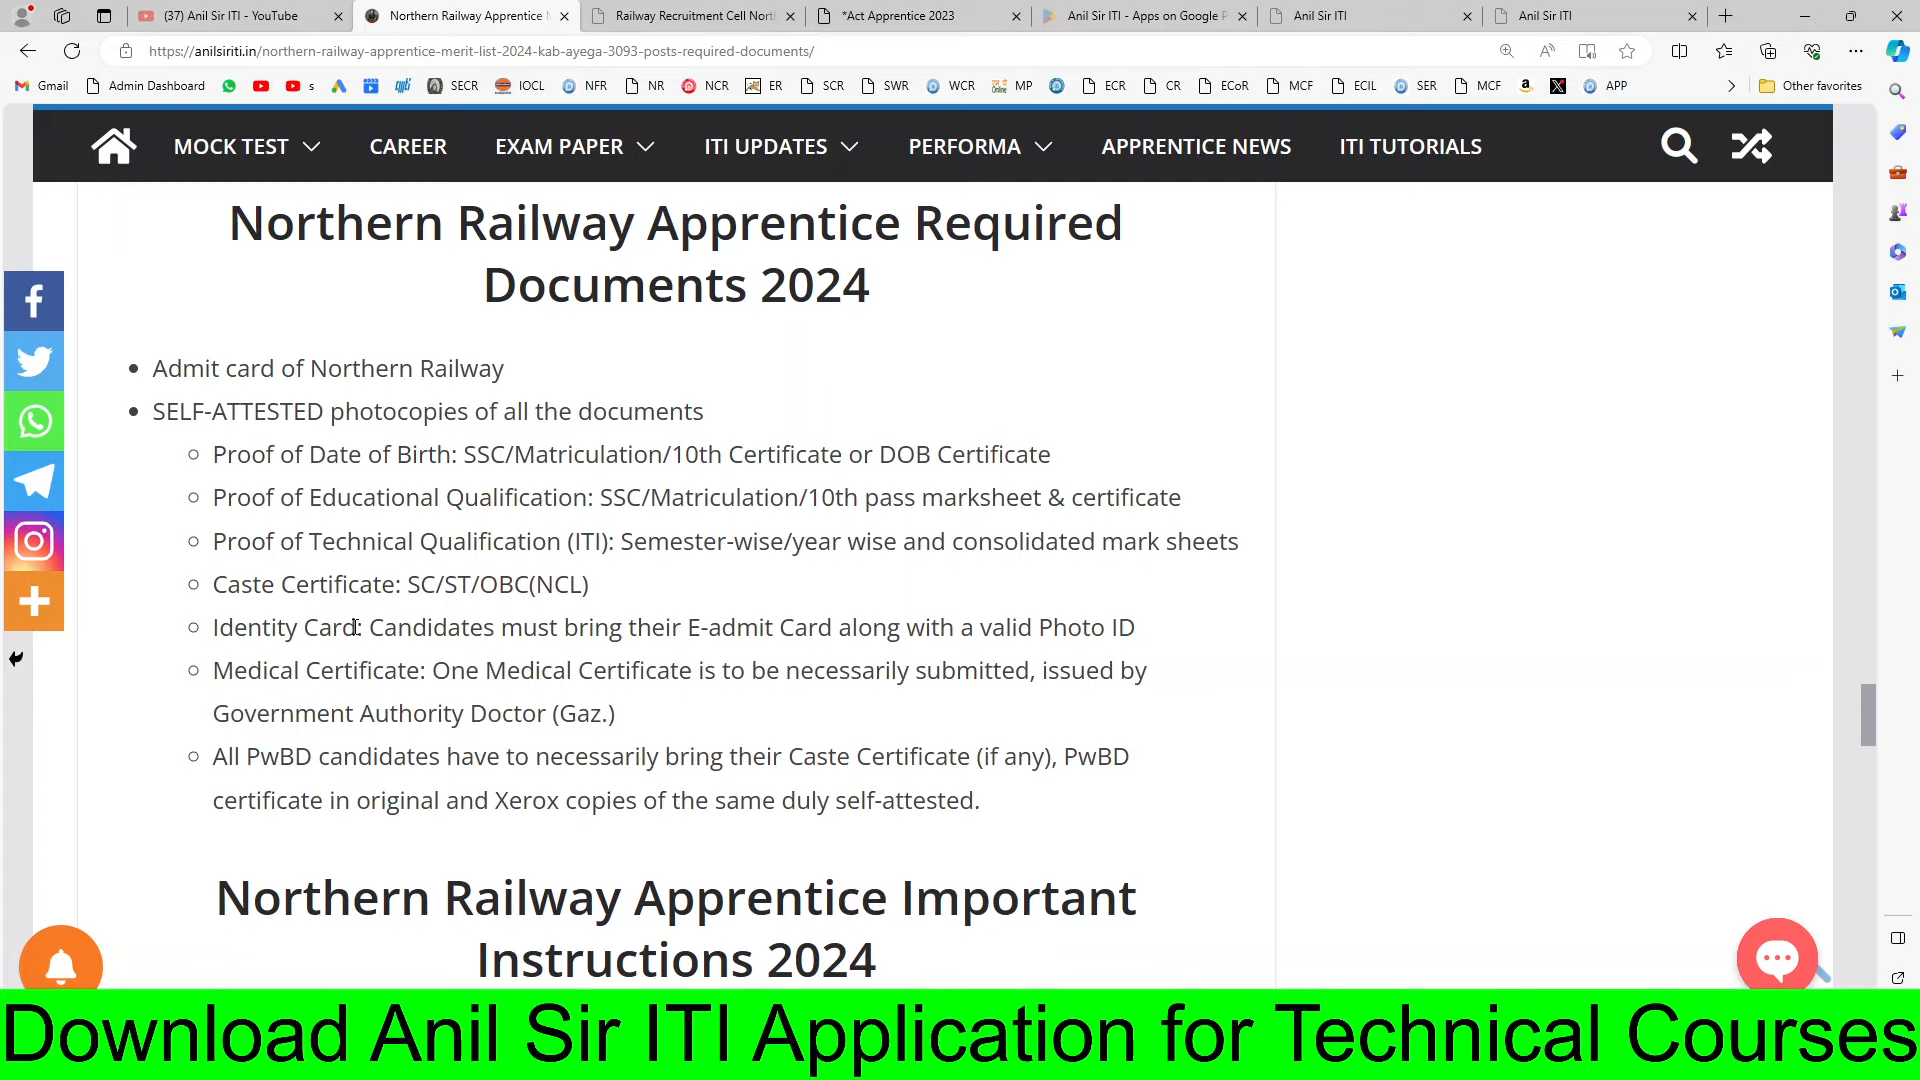 (37) Anil Sir ITI - YouTube
Northern Railway Apprentice M
Railway Recruitment Cell North
*Act Apprentice 2023
Anil Sir ITI - Apps on Google P
Anil Sir ITI
Anil Sir ITI
https://anilsiriti.in/northern-railway-apprentice-merit-list-2024-kab-ayega-3093-posts-required-documents/
Gmail
Admin Dashboard
s
SECR
IOCL
NFR
NR
NCR
ER
SCR
SWR
WCR
MP
ECR
CR
ECoR
MCF
ECIL
SER
MCF
APP
Other favorites
MOCK TEST
CAREER
EXAM PAPER
ITI UPDATES
PERFORMA
APPRENTICE NEWS
ITI TUTORIALS
Northern Railway Apprentice Required
Documents 2024
Admit card of Northern Railway
SELF-ATTESTED photocopies of all the documents
Proof of Date of Birth: SSC/Matriculation/10th Certificate or DOB Certificate
Proof of Educational Qualification: SSC/Matriculation/10th pass marksheet & certificate
Proof of Technical Qualification (ITI): Semester-wise/year wise and consolidated mark sheets
Caste Certificate: SC/ST/OBC(NCL)
Identity Card: Candidates must bring their E-admit Card along with a valid Photo ID
Medical Certificate: One Medical Certificate is to be necessarily submitted, issued by
Government Authority Doctor (Gaz.)
All PwBD candidates have to necessarily bring their Caste Certificate (if any), PwBD
certificate in original and Xerox copies of the same duly self-attested.
Northern Railway Apprentice Important
Instructions 2024
Download Anil Sir ITI Application for Technical Courses